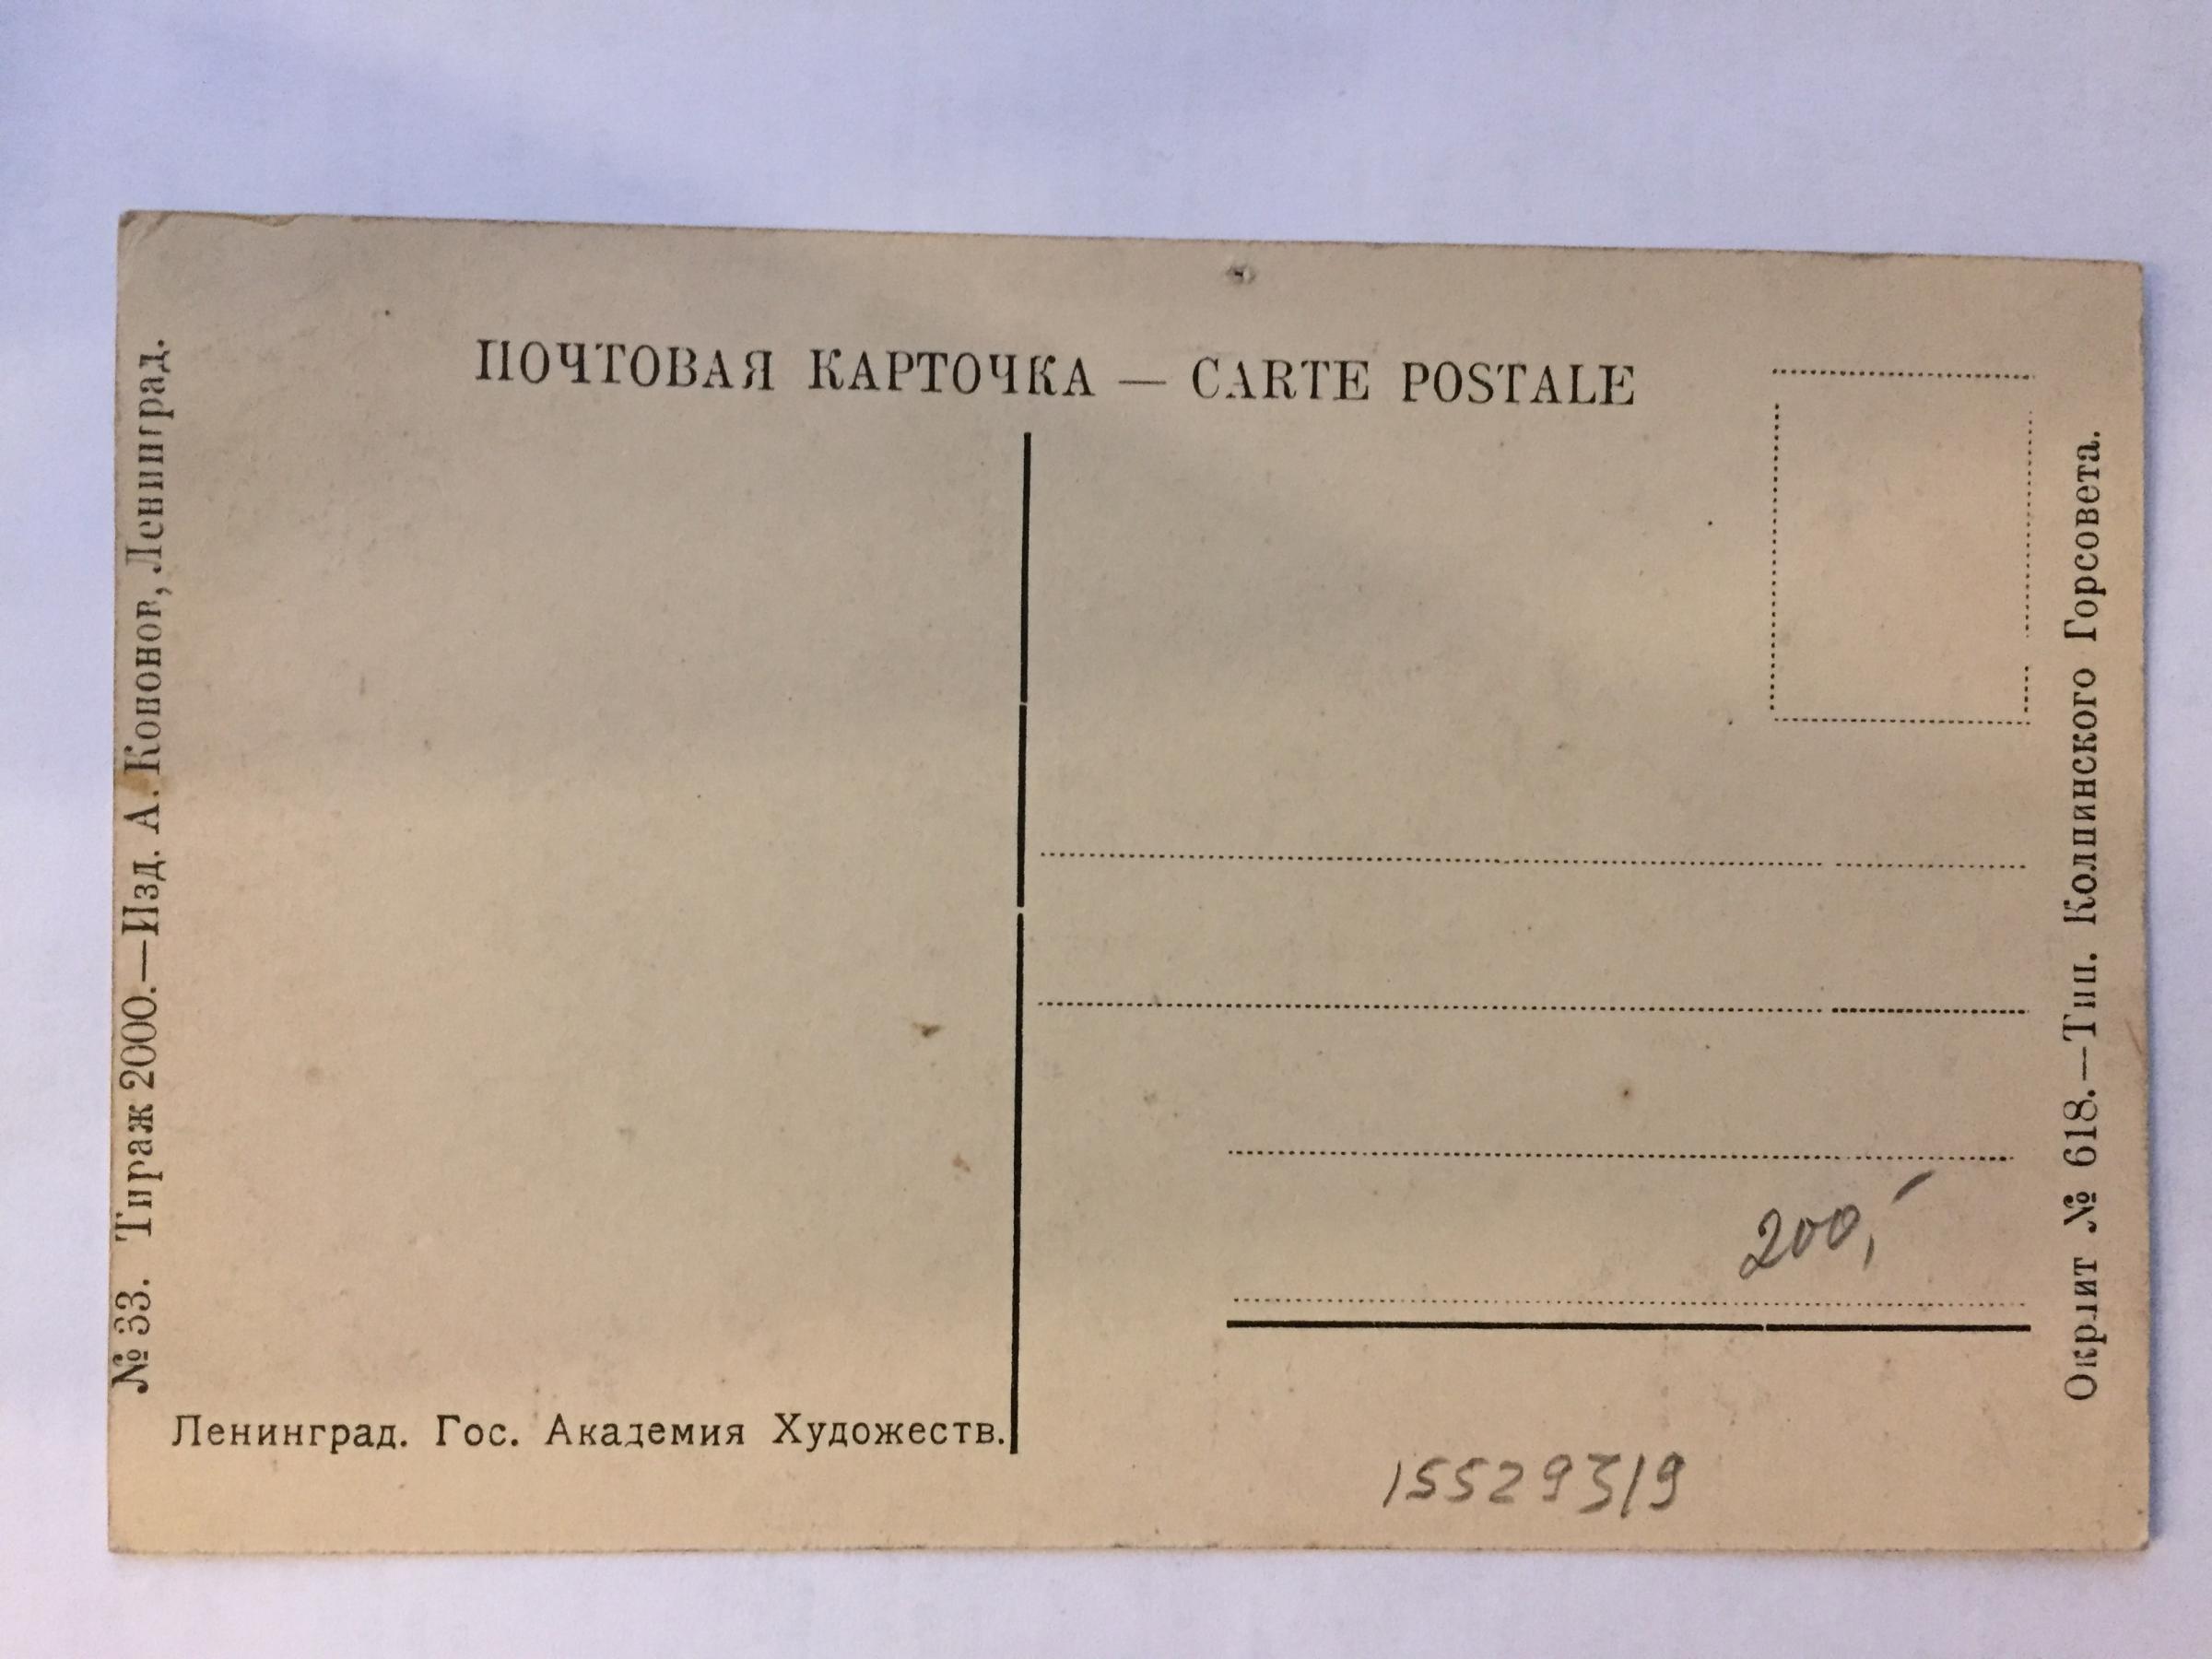 ПОЧТОВАЯ КАРТОЧКА — CARTE POSTALE
№ 33. Тираж 2000.—Изд. А. Кононов, Ленинград.
Ленинград. Гос. Академия Художеств.
200,-
15529319
Окрлит № 618.—Тип. Колпинского Горсовета.